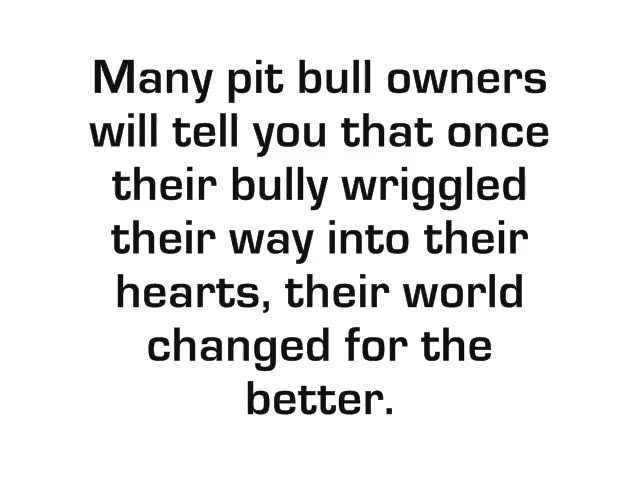 Many pit bull owners
will tell you that once
their bully wriggled
their way into their
hearts, their world
changed for the
better.